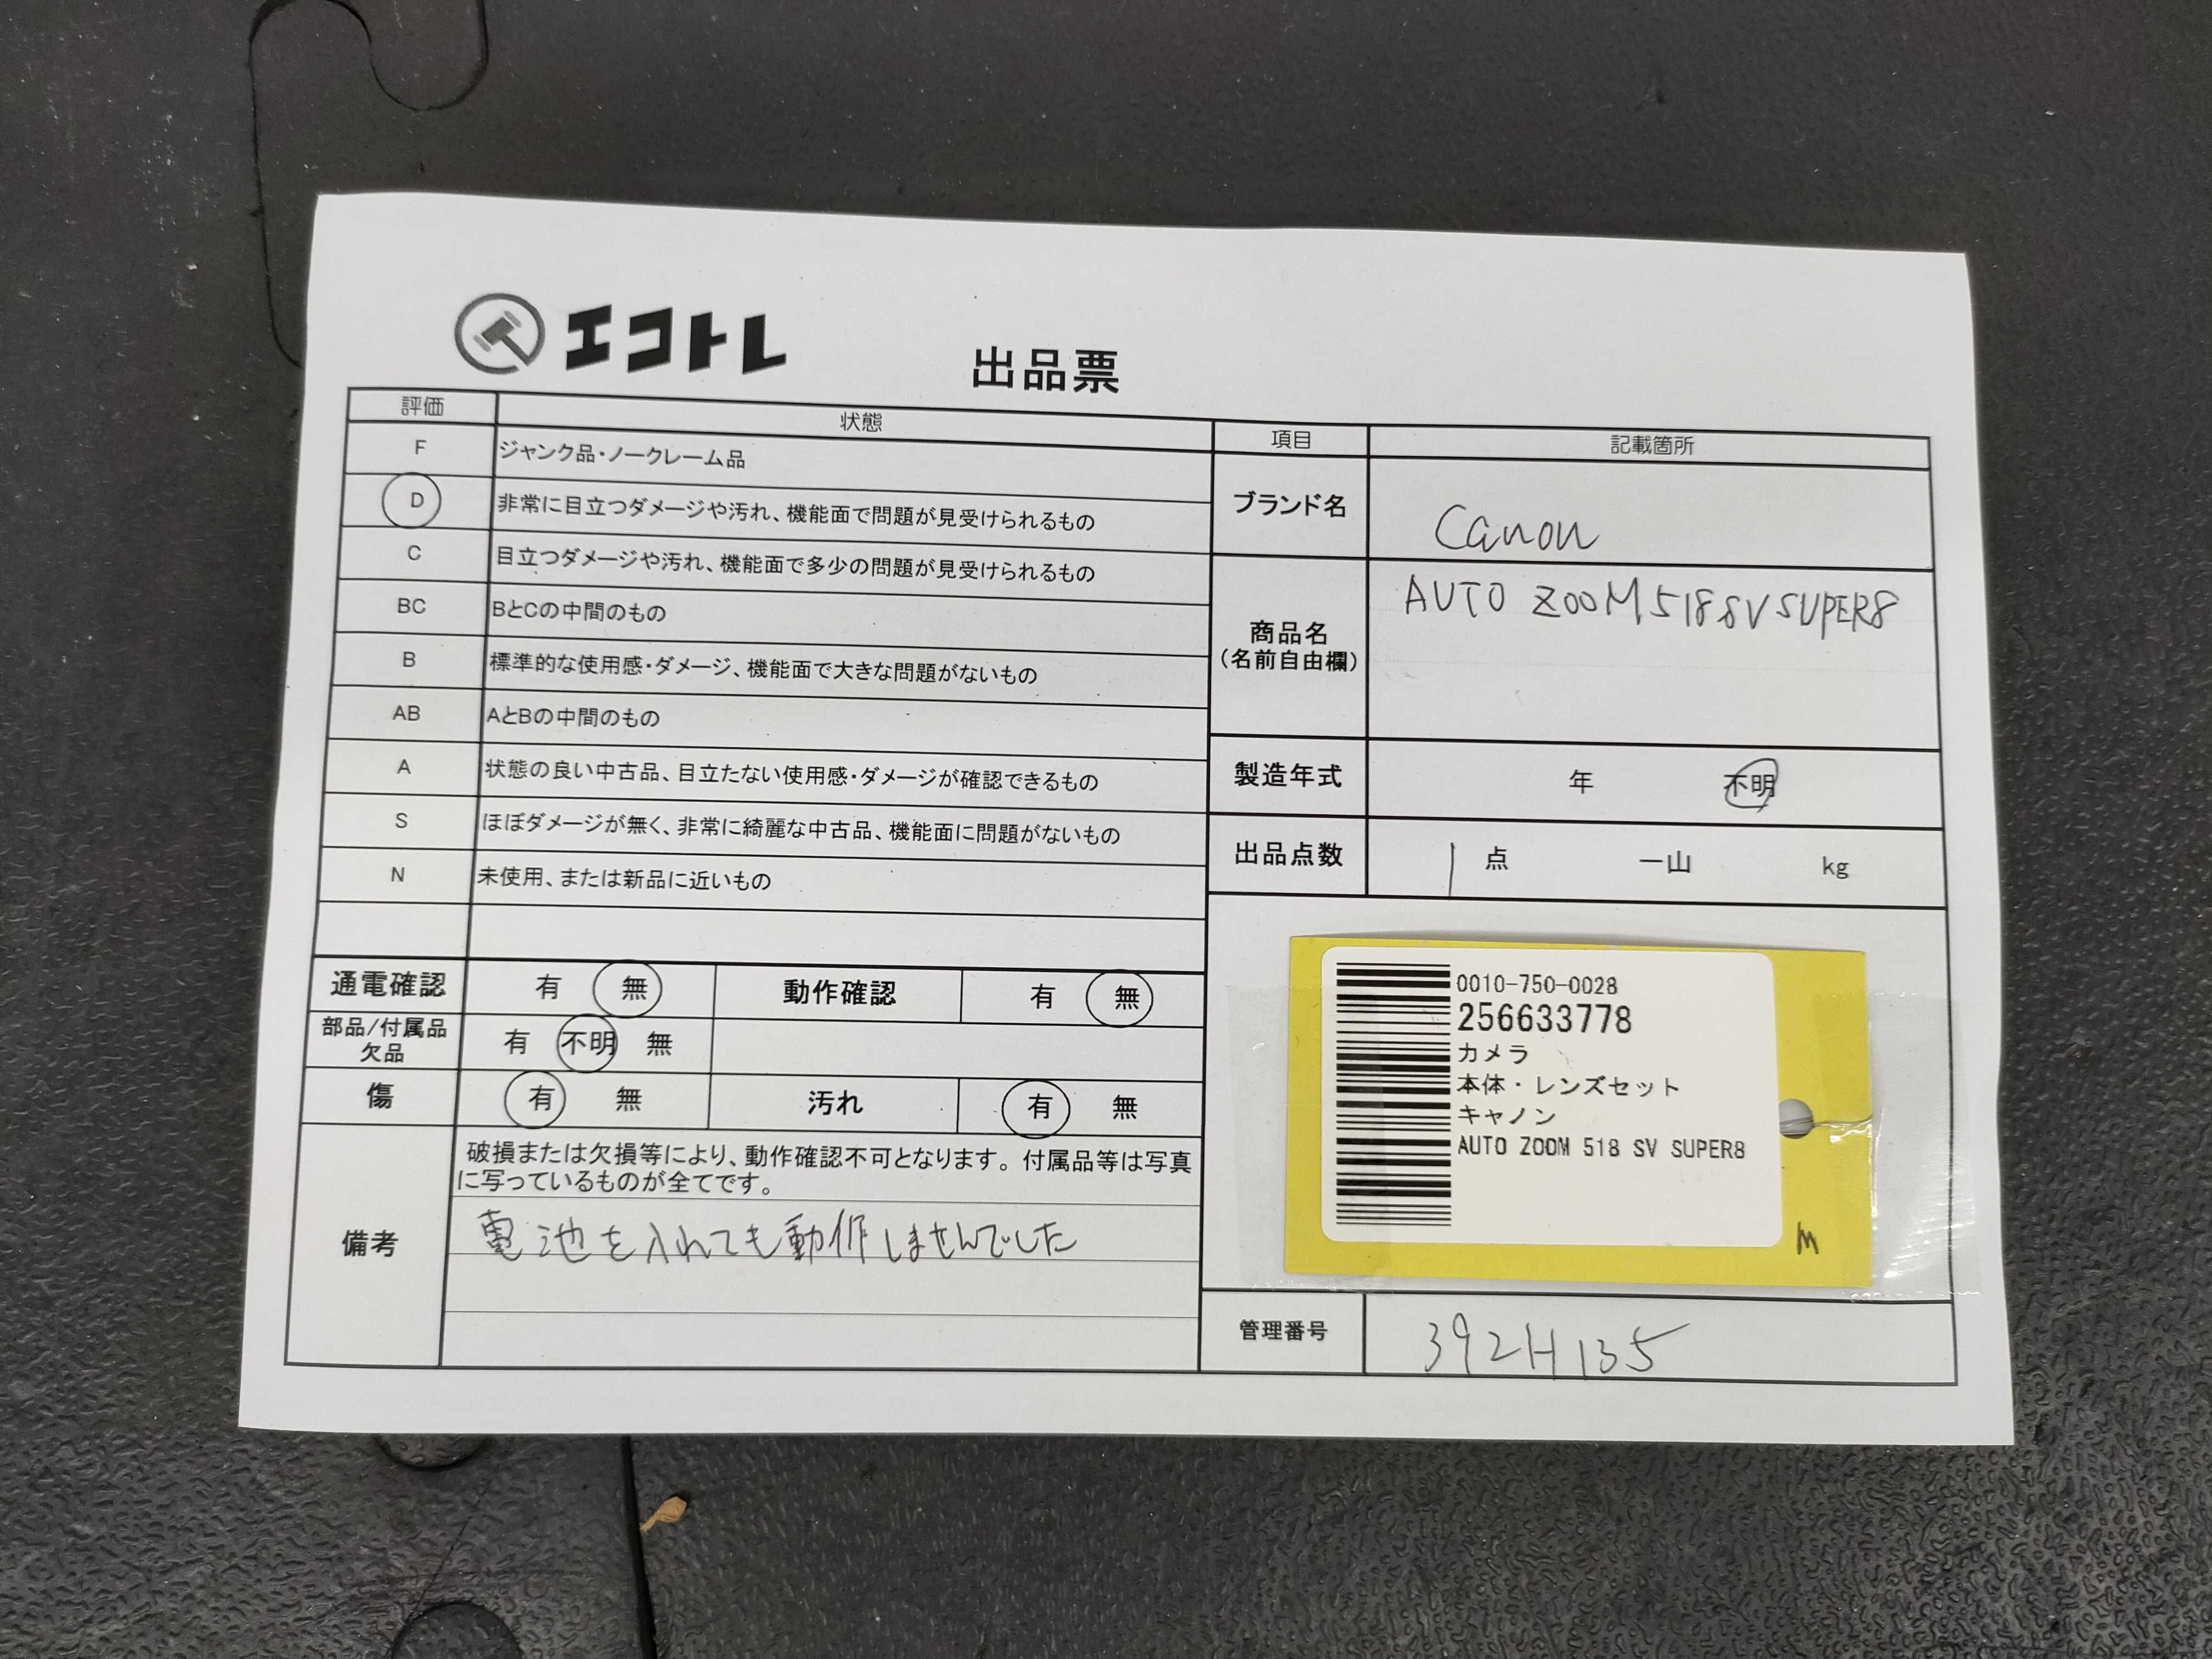 エコトレ
出品票
評価 状態
F ジャンク品・ノークレーム品
D 非常に目立つダメージや汚れ、機能面で問題が見受けられるもの
C 目立つダメージや汚れ、機能面で多少の問題が見受けられるもの
BC BとCの中間のもの
B 標準的な使用感・ダメージ、機能面で大きな問題がないもの
AB AとBの中間のもの
A 状態の良い中古品、目立たない使用感・ダメージが確認できるもの
S ほぼダメージが無く、非常に綺麗な中古品、機能面に問題がないもの
N 未使用、または新品に近いもの
通電確認 有 無 動作確認 有 無
部品/付属品
欠品 有 不明 無
傷 有 無 汚れ 有 無
備考
破損または欠損等により、動作確認不可となります。付属品等は写真
に写っているものが全てです。
電池を入れても動作しませんでした
項目 記載箇所
ブランド名 Canon
商品名
(名前自由欄)
AUTO ZOOM 518 SV SUPER8
製造年式 年 不明
出品点数 1 点 一山 kg
0010-750-0028
256633778
カメラ
本体・レンズセット
キャノン
AUTO ZOOM 518 SV SUPER8
M
管理番号 392H135